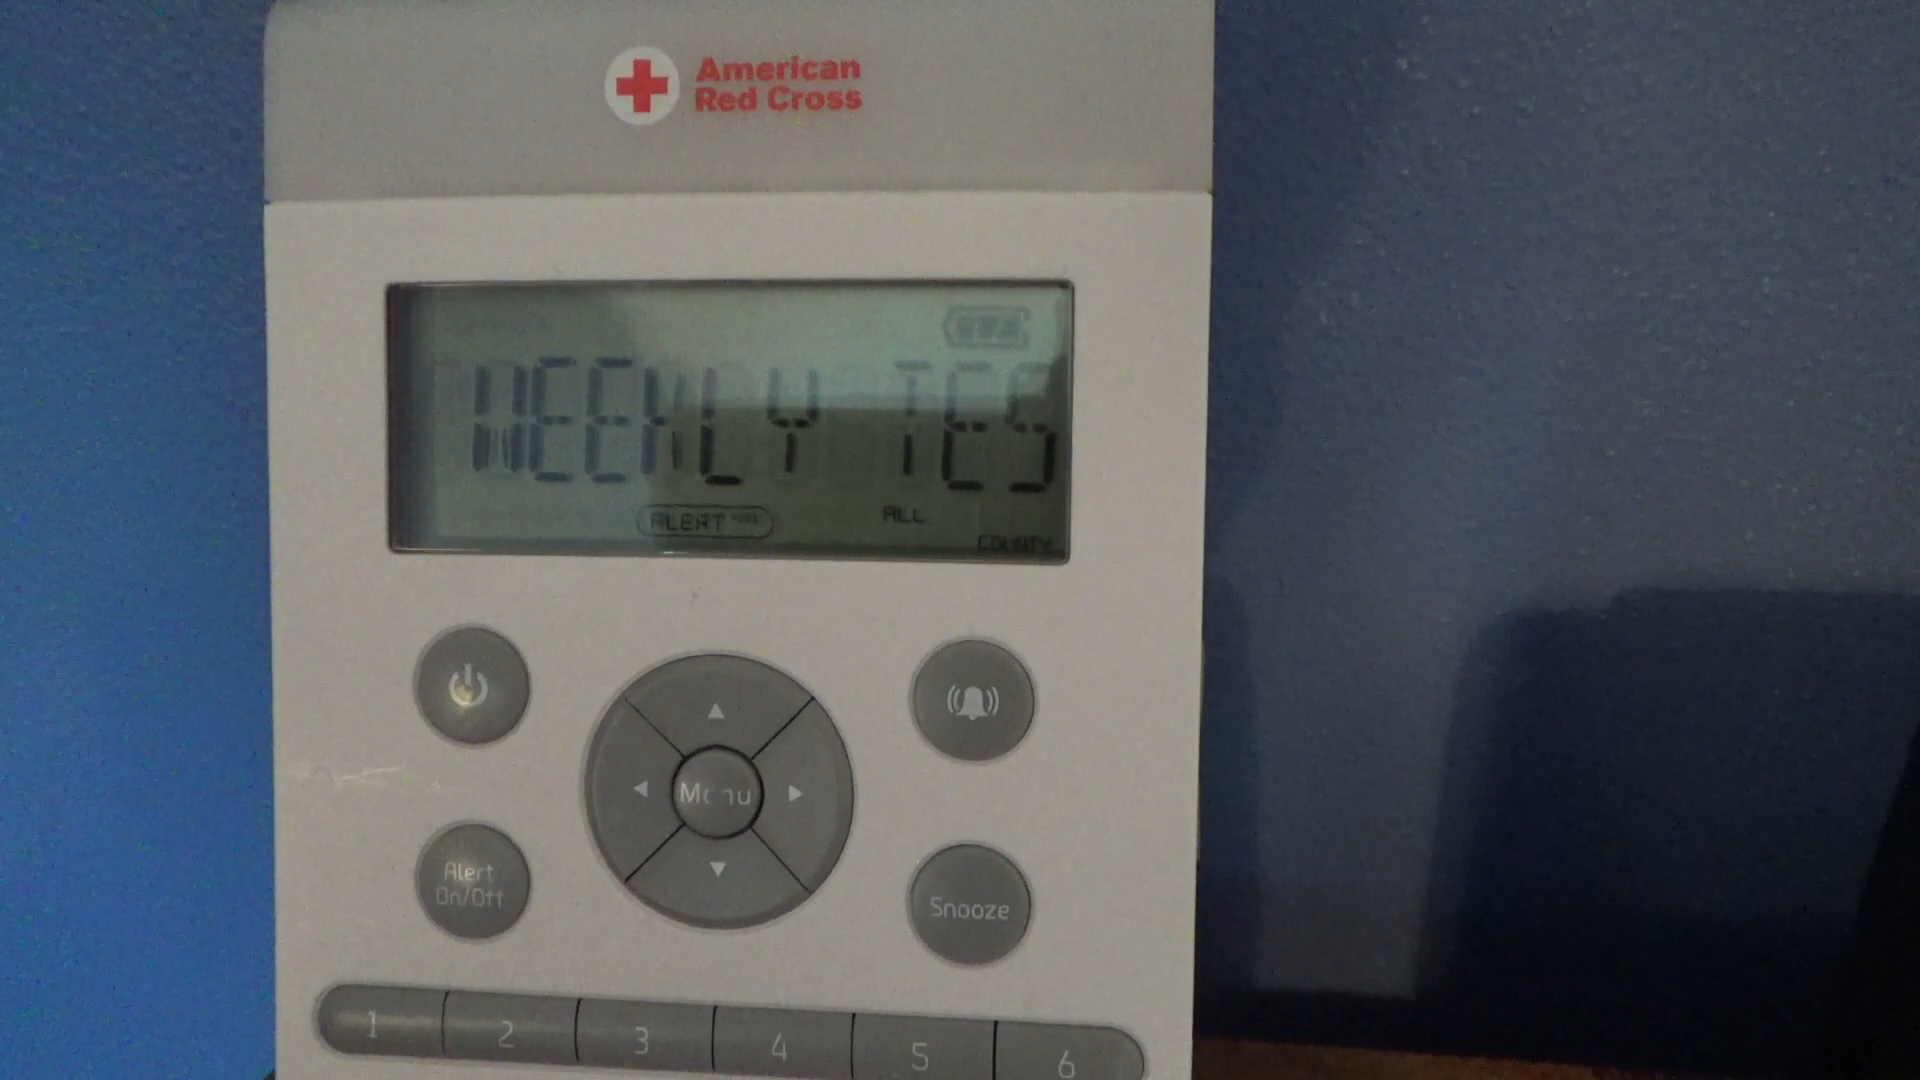 American
Red Cross
WEEKLY TES
ALERT
ALL
COUNTY
Menu
Alert
On/Off
Snooze
1 2 3 4 5 6